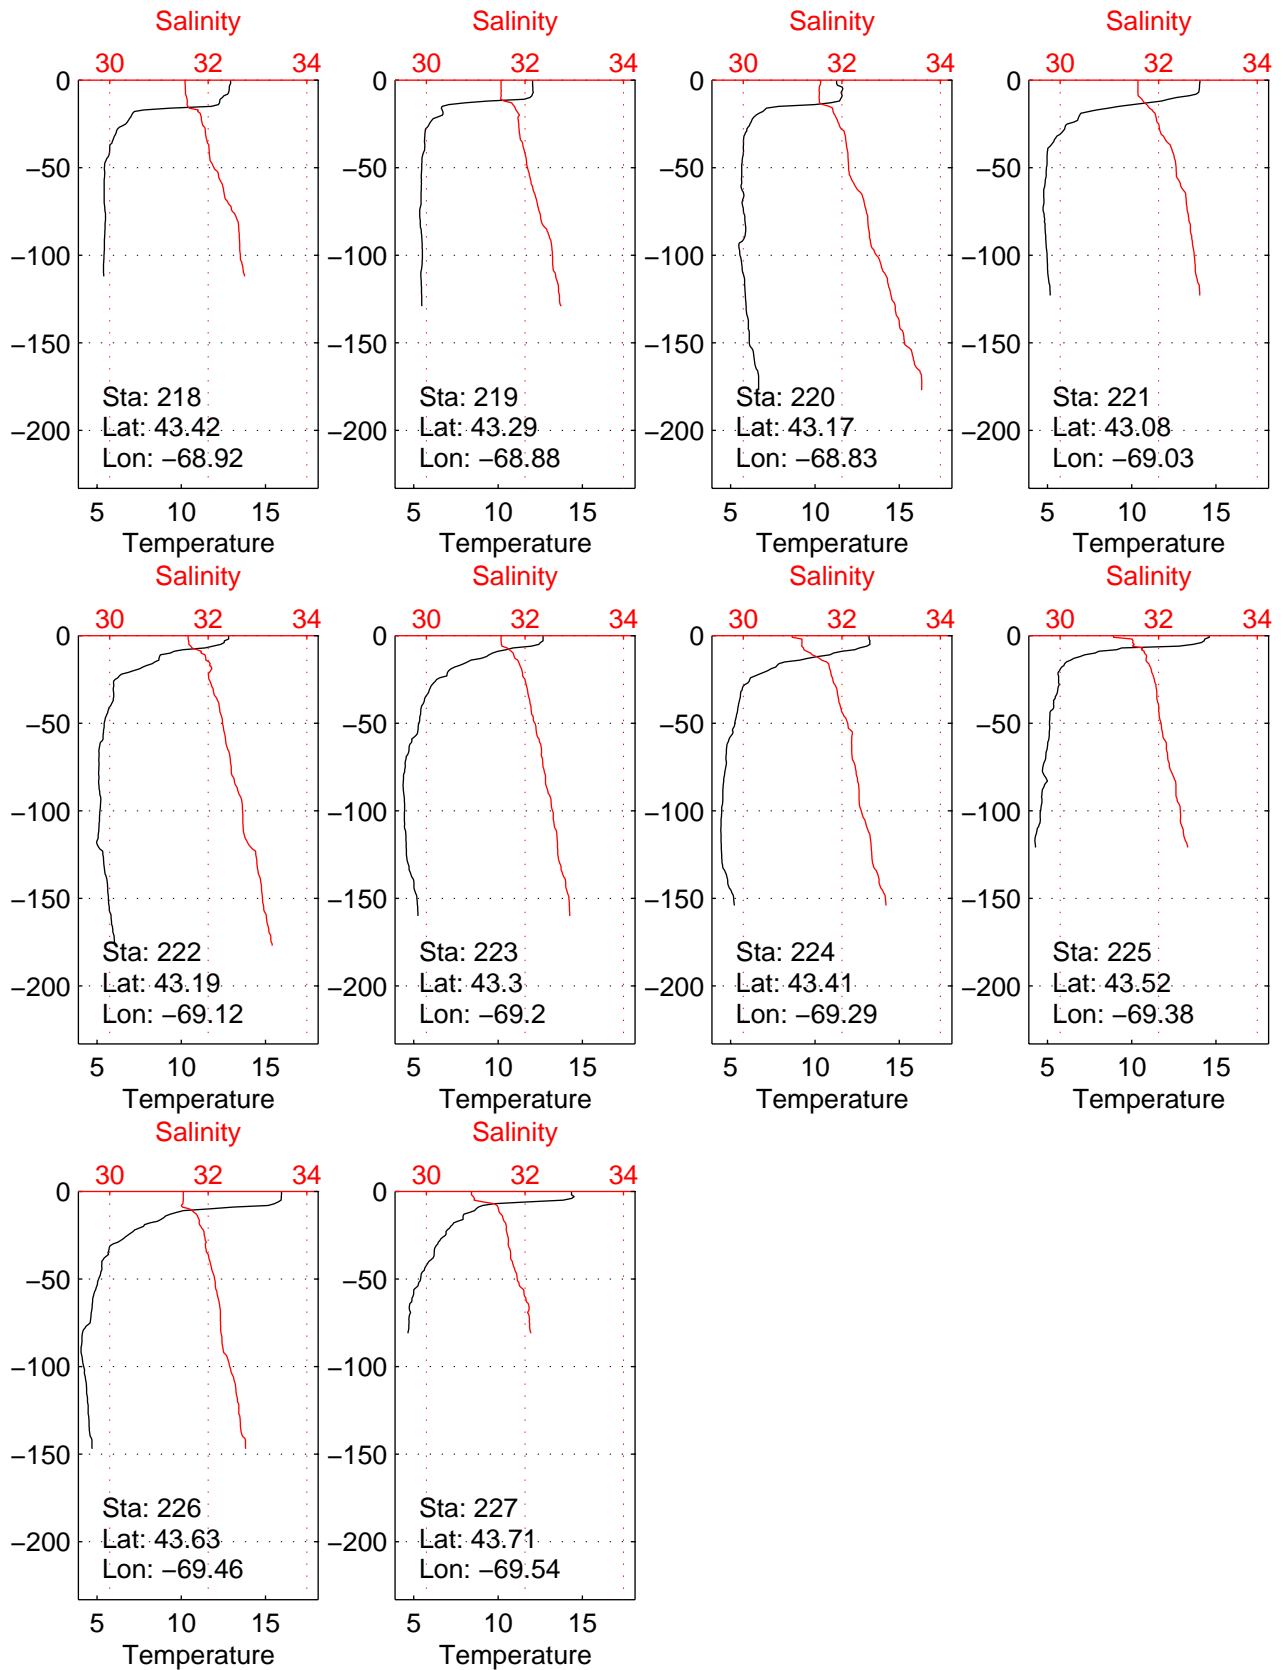 Salinity Salinity Salinity Salinity
30 32 34 30 32 34 30 32 34 30 32 34
0 0 0 0
−50 −50 −50 −50
−100 −100 −100 −100
−150 −150 −150 −150
Sta: 218 Sta: 219 Sta: 220 Sta: 221
−200 Lat: 43.42 −200 Lat: 43.29 −200 Lat: 43.17 −200 Lat: 43.08
Lon: −68.92 Lon: −68.88 Lon: −68.83 Lon: −69.03
5 10 15 5 10 15 5 10 15 5 10 15
Temperature Temperature Temperature Temperature
Salinity Salinity Salinity Salinity
30 32 34 30 32 34 30 32 34 30 32 34
0 0 0 0
−50 −50 −50 −50
−100 −100 −100 −100
−150 −150 −150 −150
Sta: 222 Sta: 223 Sta: 224 Sta: 225
−200 Lat: 43.19 −200 Lat: 43.3 −200 Lat: 43.41 −200 Lat: 43.52
Lon: −69.12 Lon: −69.2 Lon: −69.29 Lon: −69.38
5 10 15 5 10 15 5 10 15 5 10 15
Temperature Temperature Temperature Temperature
Salinity Salinity
30 32 34 30 32 34
0 0
−50 −50
−100 −100
−150 −150
Sta: 226 Sta: 227
−200 Lat: 43.63 −200 Lat: 43.71
Lon: −69.46 Lon: −69.54
5 10 15 5 10 15
Temperature Temperature